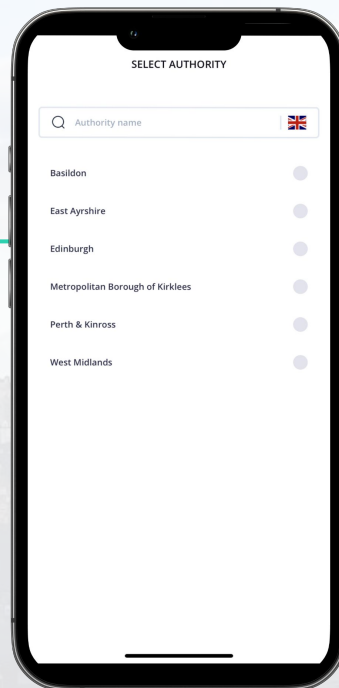 SELECT AUTHORITY
Authority name
Basildon
East Ayrshire
Edinburgh
Metropolitan Borough of Kirklees
Perth & Kinross
West Midlands